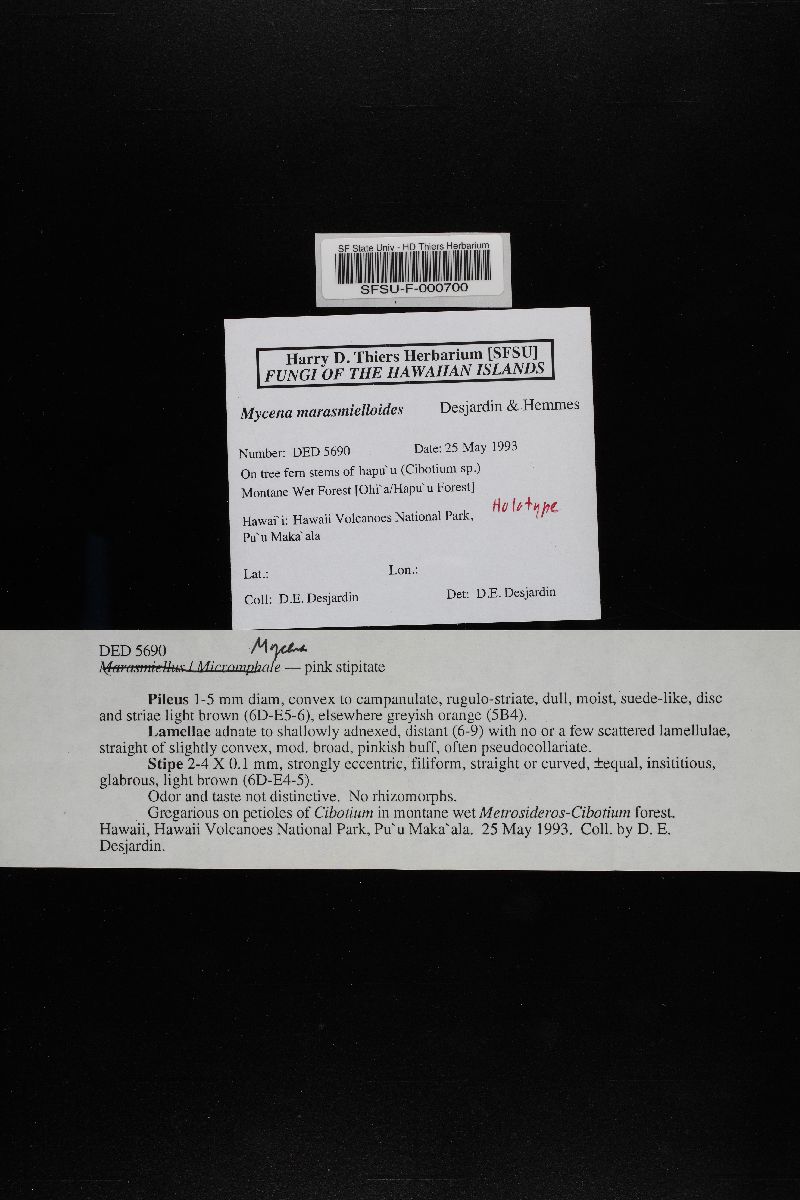 SF State Univ - HD Thiers Herbarium
SFSU-F-000700
Harry D. Thiers Herbarium [SFSU]
FUNGI OF THE HAWAIIAN ISLANDS
Mycena marasmielloides Desjardin & Hemmes
Number: DED 5690 Date: 25 May 1993
On tree fern stems of hapu`u (Cibotium sp.)
Montane Wet Forest [Ohi`a/Hapu`u Forest]
Holotype
Hawai`i: Hawaii Volcanoes National Park,
Pu`u Maka`ala
Lat.: Lon.:
Coll: D.E. Desjardin Det: D.E. Desjardin
DED 5690 Mycena
Marasmiellus / Micromphale — pink stipitate
Pileus 1-5 mm diam, convex to campanulate, rugulo-striate, dull, moist, suede-like, disc
and striae light brown (6D-E5-6), elsewhere greyish orange (5B4).
Lamellae adnate to shallowly adnexed, distant (6-9) with no or a few scattered lamellulae,
straight of slightly convex, mod. broad, pinkish buff, often pseudocollariate.
Stipe 2-4 X 0.1 mm, strongly eccentric, filiform, straight or curved, ±equal, insititious,
glabrous, light brown (6D-E4-5).
Odor and taste not distinctive. No rhizomorphs.
Gregarious on petioles of Cibotium in montane wet Metrosideros-Cibotium forest.
Hawaii, Hawaii Volcanoes National Park, Pu`u Maka`ala. 25 May 1993. Coll. by D. E.
Desjardin.